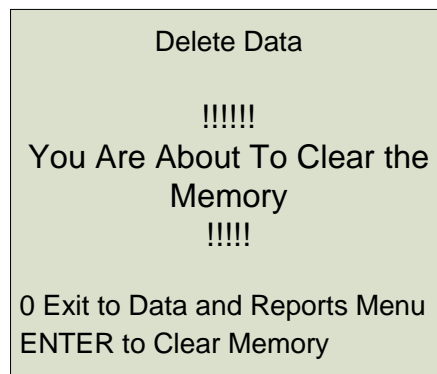 Delete Data
!!!!!!
You Are About To Clear the
Memory
!!!!!
0 Exit to Data and Reports Menu
ENTER to Clear Memory